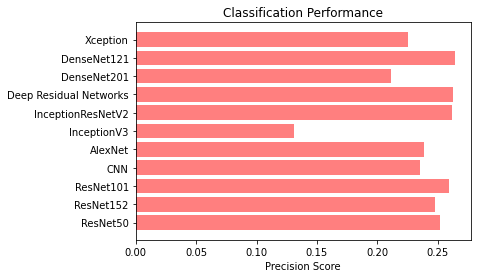 Classification Performance
Xception
DenseNet121
DenseNet201
Deep Residual Networks
InceptionResNetV2
InceptionV3
AlexNet
CNN
ResNet101
ResNet152
ResNet50
0.00 0.05 0.10 0.15 0.20 0.25
Precision Score